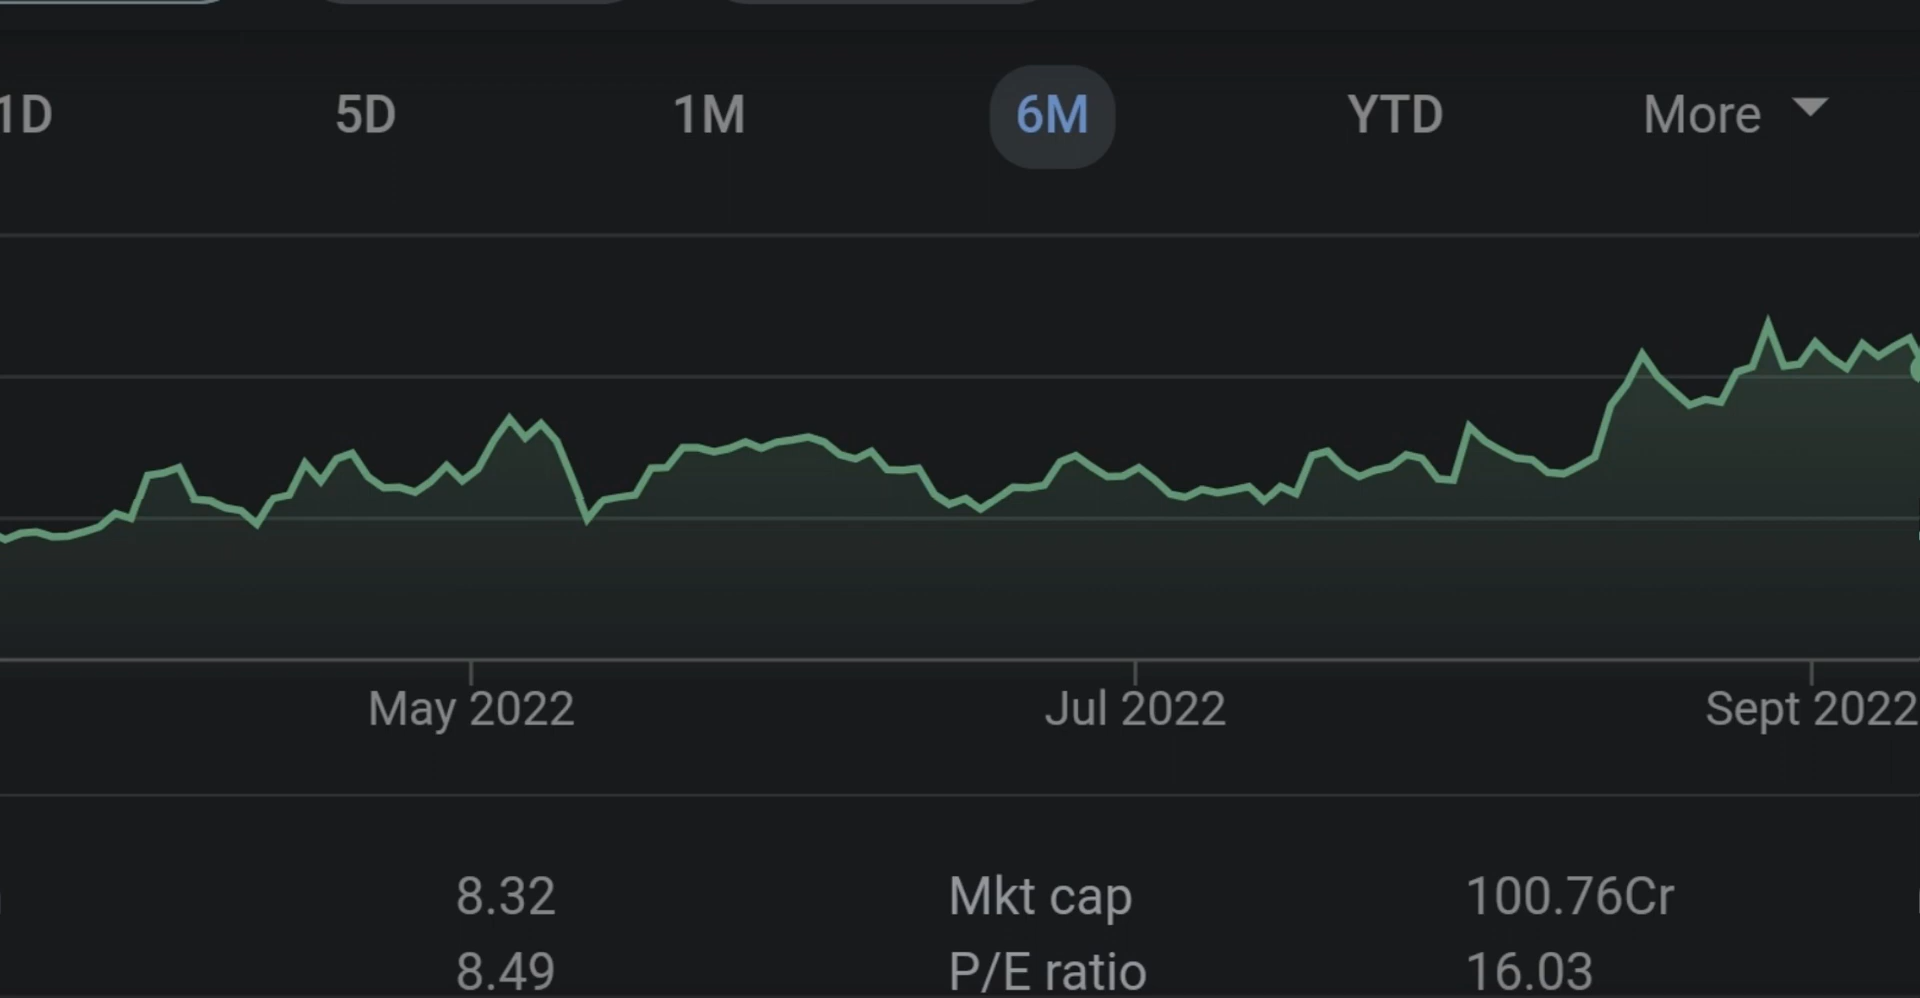 1D 5D 1M 6M YTD More
May 2022 Jul 2022 Sept 2022
8.32 Mkt cap 100.76Cr
8.49 P/E ratio 16.03